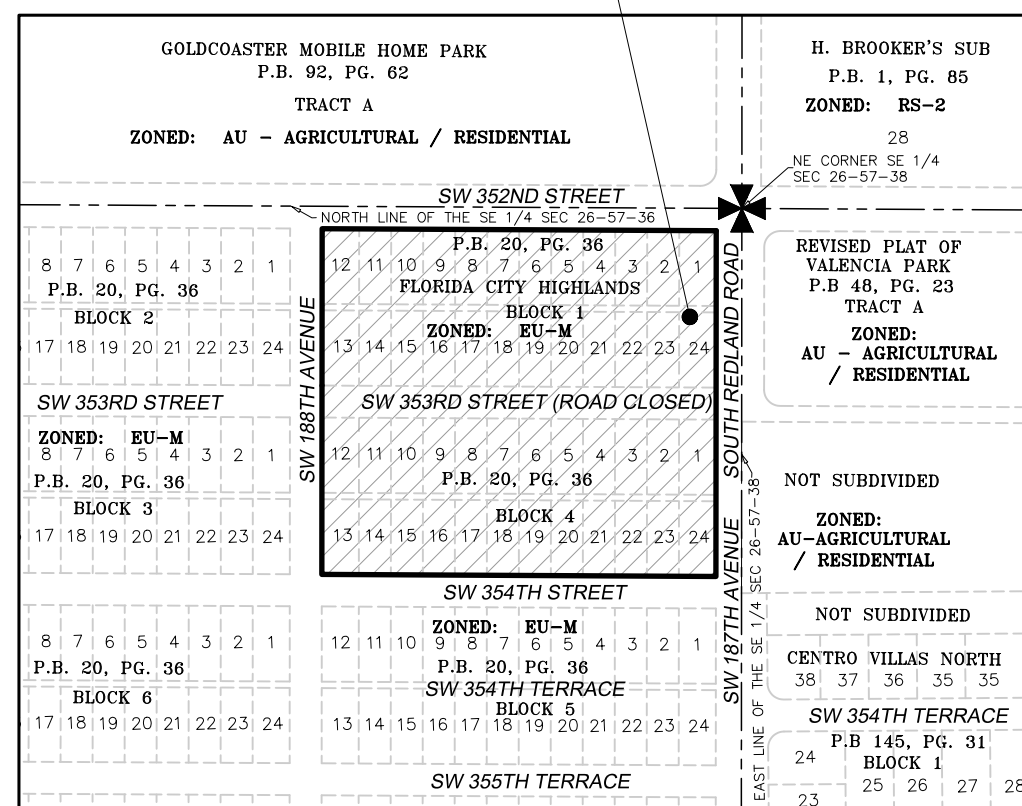 GOLDCOASTER MOBILE HOME PARK
P.B. 92, PG. 62
TRACT A
ZONED: AU - AGRICULTURAL / RESIDENTIAL
H. BROOKER'S SUB
P.B. 1, PG. 85
ZONED: RS-2
28
NE CORNER SE 1/4
SEC 26-57-38
SW 352ND STREET
NORTH LINE OF THE SE 1/4 SEC 26-57-36
8 7 6 5 4 3 2 1
P.B. 20, PG. 36
BLOCK 2
17 18 19 20 21 22 23 24
SW 353RD STREET
ZONED: EU-M
8 7 6 5 4 3 2 1
P.B. 20, PG. 36
BLOCK 3
17 18 19 20 21 22 23 24
8 7 6 5 4 3 2 1
P.B. 20, PG. 36
BLOCK 6
17 18 19 20 21 22 23 24
SW 188TH AVENUE
P.B. 20, PG. 36
12 11 10 9 8 7 6 5 4 3 2 1
FLORIDA CITY HIGHLANDS
BLOCK 1
ZONED: EU-M
13 14 15 16 17 18 19 20 21 22 23 24
SW 353RD STREET (ROAD CLOSED)
12 11 10 9 8 7 6 5 4 3 2 1
P.B. 20, PG. 36
BLOCK 4
13 14 15 16 17 18 19 20 21 22 23 24
SW 354TH STREET
ZONED: EU-M
12 11 10 9 8 7 6 5 4 3 2 1
P.B. 20, PG. 36
SW 354TH TERRACE
BLOCK 5
13 14 15 16 17 18 19 20 21 22 23 24
SW 355TH TERRACE
SW 187TH AVENUE SOUTH REDLAND ROAD
EAST LINE OF THE SE 1/4 SEC 26-57-38
REVISED PLAT OF
VALENCIA PARK
P.B 48, PG. 23
TRACT A
ZONED:
AU - AGRICULTURAL
/ RESIDENTIAL
NOT SUBDIVIDED
ZONED:
AU-AGRICULTURAL
/ RESIDENTIAL
NOT SUBDIVIDED
CENTRO VILLAS NORTH
38 37 36 35 35
SW 354TH TERRACE
P.B 145, PG. 31
24 BLOCK 1
25 26 27 28
23